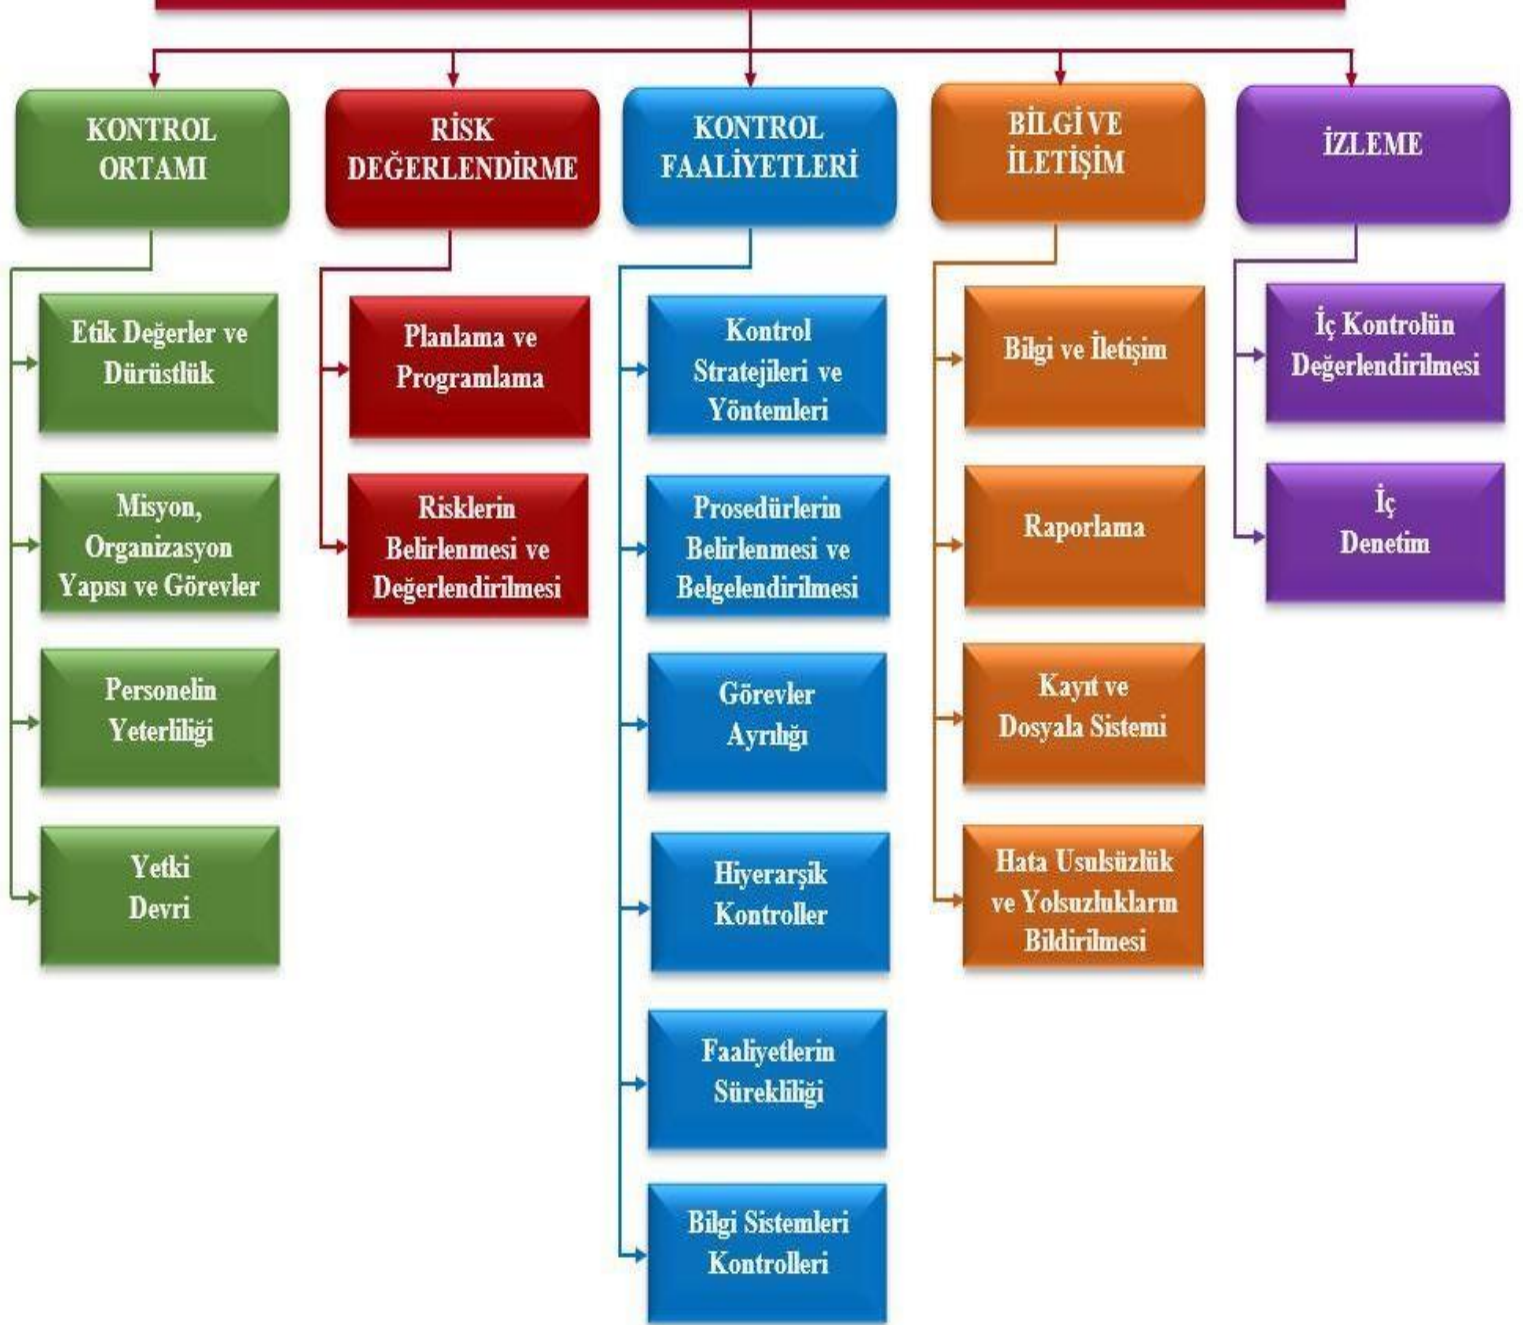 KONTROL
ORTAMI
Etik Değerler ve
Dürüstlük
Misyon,
Organizasyon
Yapısı ve Görevler
Personelin
Yeterliliği
Yetki
Devri
RİSK
DEĞERLENDİRME
Planlama ve
Programlama
Risklerin
Belirlenmesi ve
Değerlendirilmesi
KONTROL
FAALİYETLERİ
Kontrol
Stratejileri ve
Yöntemleri
Prosedürlerin
Belirlenmesi ve
Belgelendirilmesi
Görevler
Ayrılığı
Hiyerarşik
Kontroller
Faaliyetlerin
Sürekliliği
Bilgi Sistemleri
Kontrolleri
BİLGİ VE
İLETİŞİM
Bilgi ve İletişim
Raporlama
Kayıt ve
Dosyala Sistemi
Hata Usulsüzlük
ve Yolsuzlukların
Bildirilmesi
İZLEME
İç Kontrolün
Değerlendirilmesi
İç
Denetim